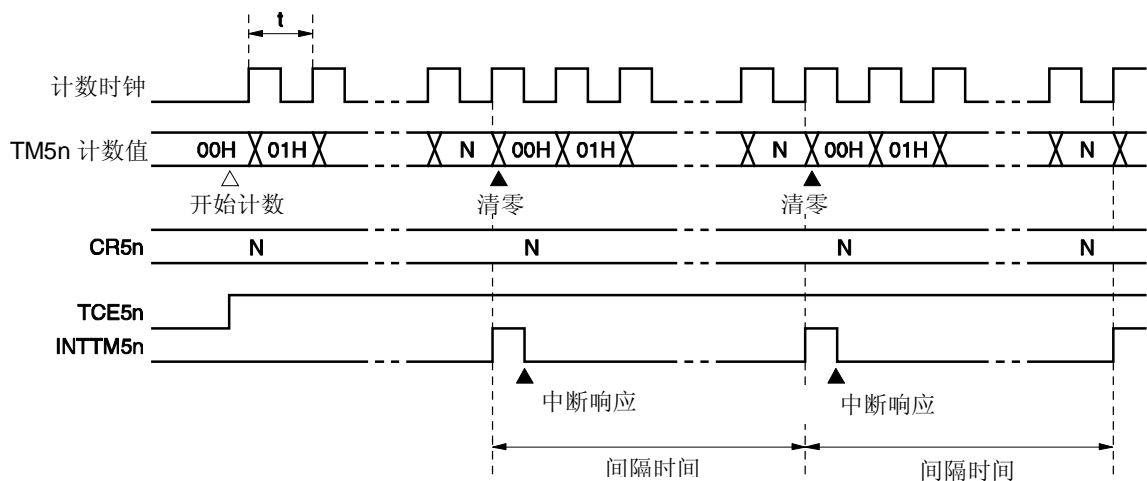 t
计数时钟
TM5n 计数值
00H 01H N 00H 01H N 00H 01H N
开始计数 清零 清零
CR5n N N N N
TCE5n
INTTM5n
中断响应 中断响应
间隔时间 间隔时间